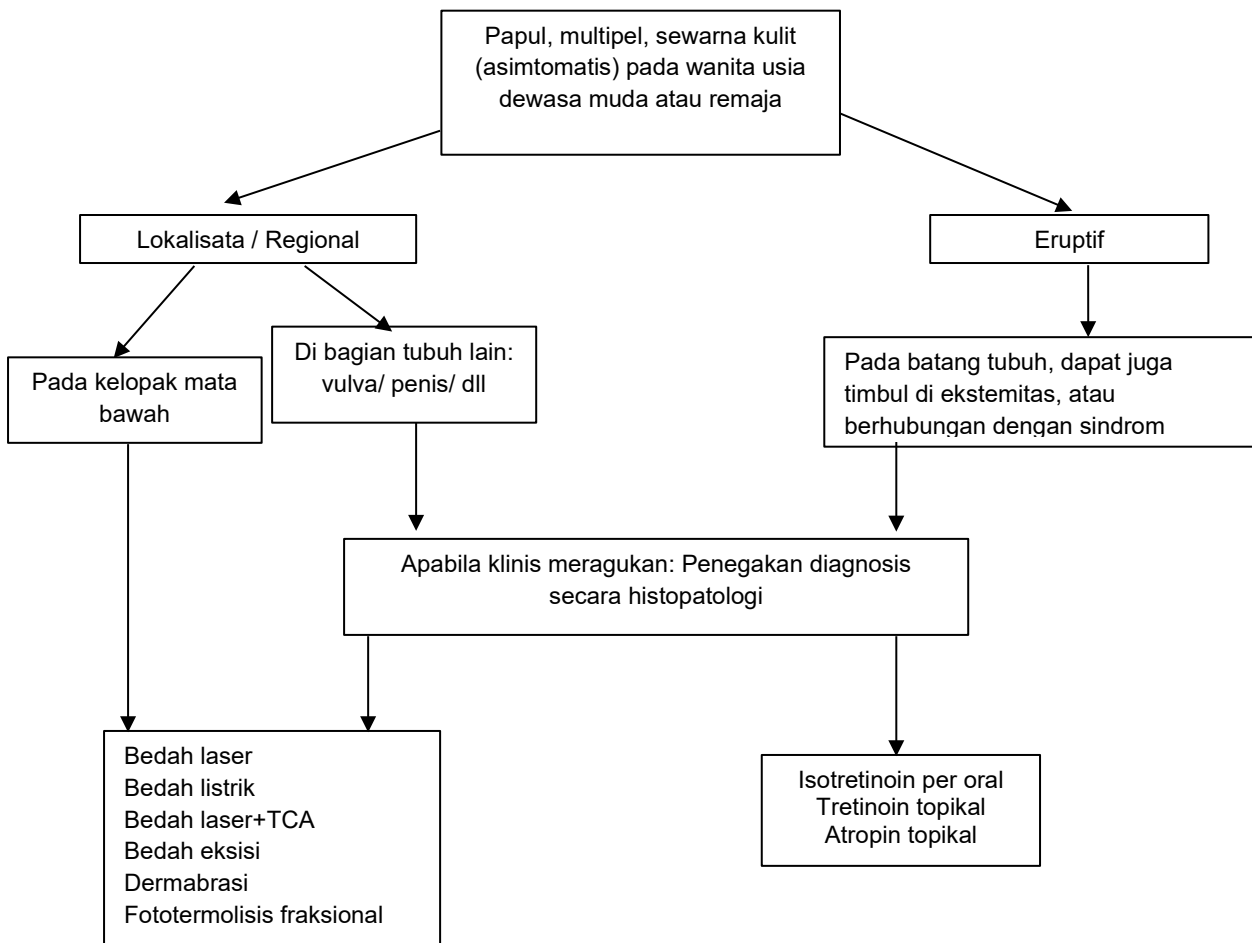 Papul, multipel, sewarna kulit
(asimtomatis) pada wanita usia
dewasa muda atau remaja
Lokalisata / Regional
Eruptif
Pada kelopak mata
bawah
Di bagian tubuh lain:
vulva/ penis/ dll
Pada batang tubuh, dapat juga
timbul di ekstemitas, atau
berhubungan dengan sindrom
Apabila klinis meragukan: Penegakan diagnosis
secara histopatologi
Bedah laser
Bedah listrik
Bedah laser+TCA
Bedah eksisi
Dermabrasi
Fototermolisis fraksional
Isotretinoin per oral
Tretinoin topikal
Atropin topikal